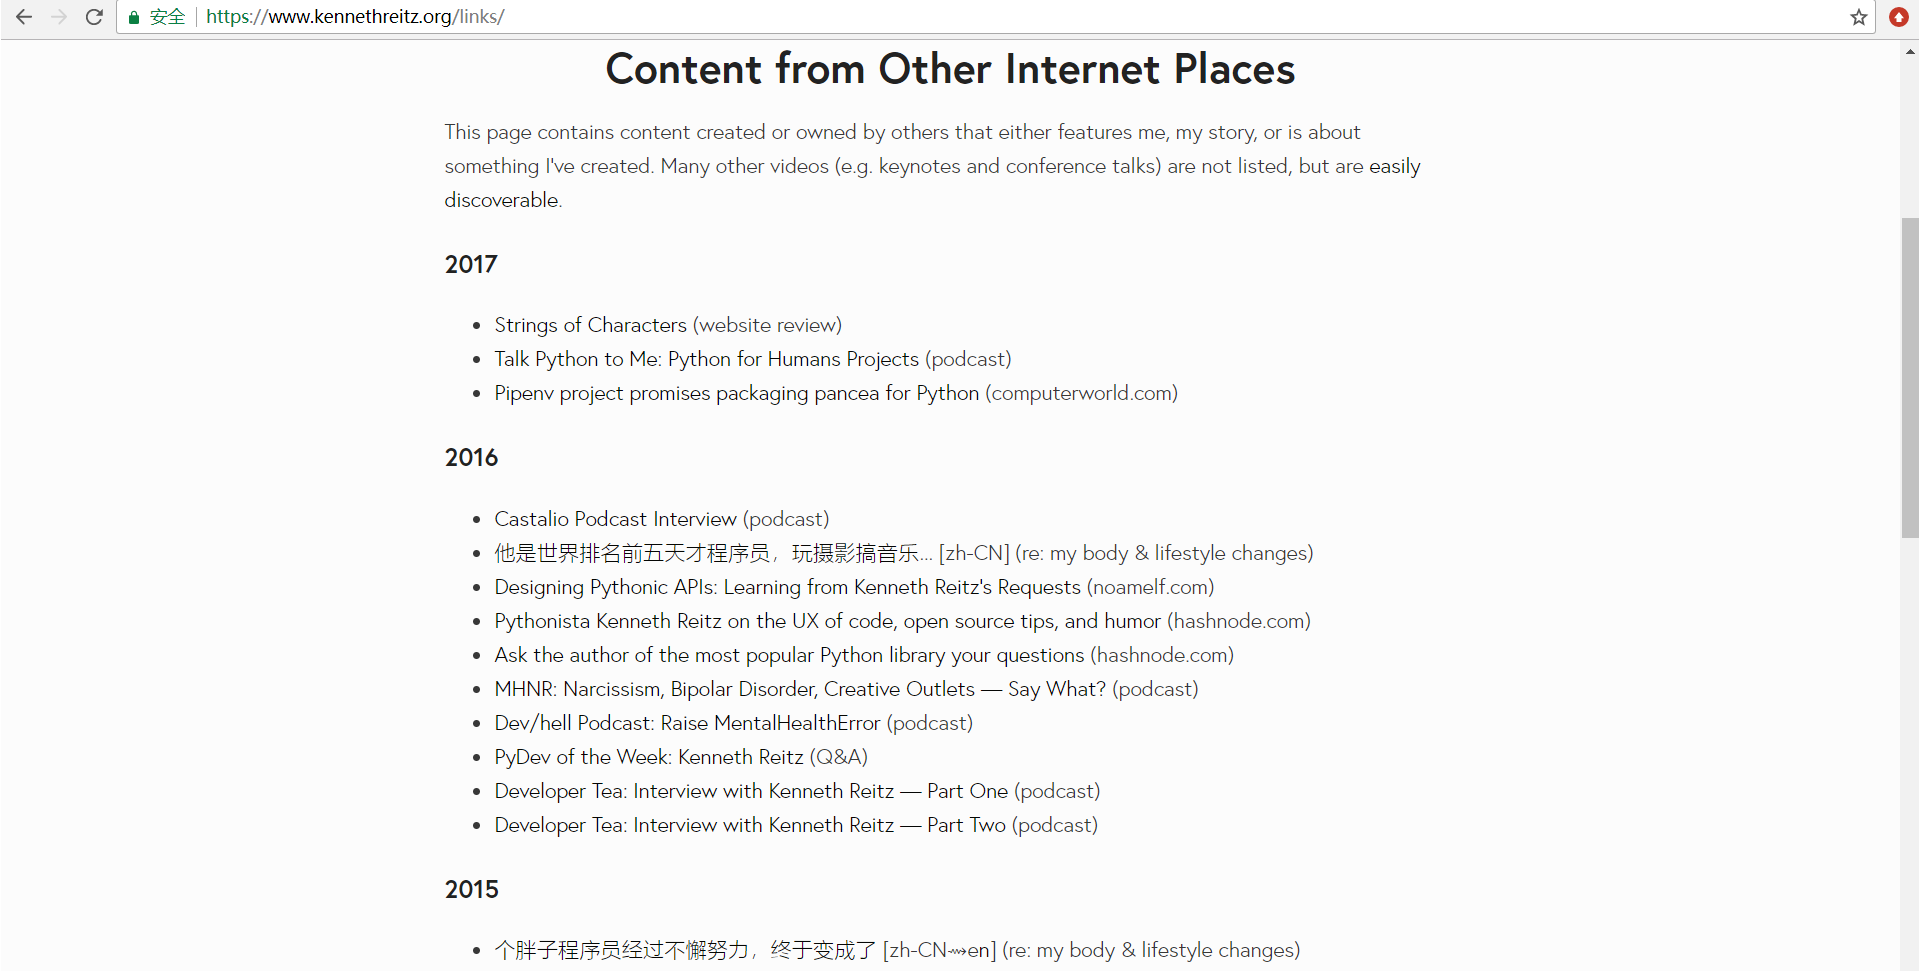 安全 https://www.kennethreitz.org/links/
Content from Other Internet Places
This page contains content created or owned by others that either features me, my story, or is about
something I've created. Many other videos (e.g. keynotes and conference talks) are not listed, but are easily
discoverable.
2017
Strings of Characters (website review)
Talk Python to Me: Python for Humans Projects (podcast)
Pipenv project promises packaging pancea for Python (computerworld.com)
2016
Castalio Podcast Interview (podcast)
他是世界排名前五天才程序员，玩摄影搞音乐... [zh-CN] (re: my body & lifestyle changes)
Designing Pythonic APIs: Learning from Kenneth Reitz's Requests (noamelf.com)
Pythonista Kenneth Reitz on the UX of code, open source tips, and humor (hashnode.com)
Ask the author of the most popular Python library your questions (hashnode.com)
MHNR: Narcissism, Bipolar Disorder, Creative Outlets — Say What? (podcast)
Dev/hell Podcast: Raise MentalHealthError (podcast)
PyDev of the Week: Kenneth Reitz (Q&A)
Developer Tea: Interview with Kenneth Reitz — Part One (podcast)
Developer Tea: Interview with Kenneth Reitz — Part Two (podcast)
2015
个胖子程序员经过不懈努力，终于变成了 [zh-CN⇝en] (re: my body & lifestyle changes)